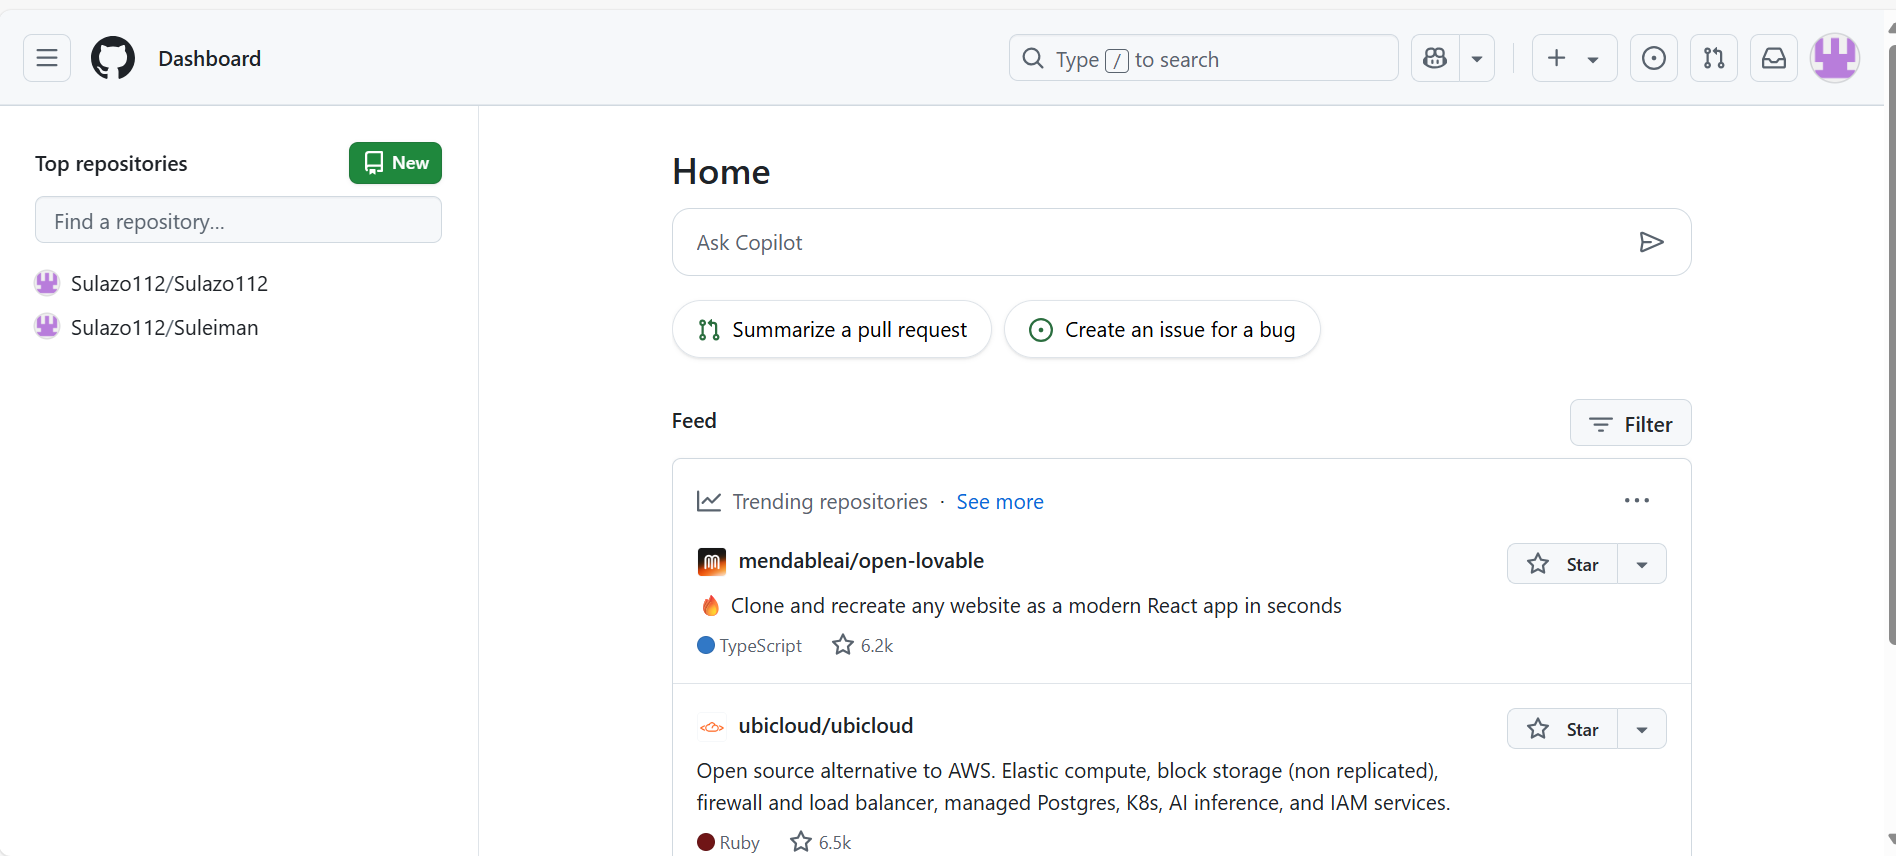 Dashboard
Type / to search
Top repositories
New
Find a repository…
Sulazo112/Sulazo112
Sulazo112/Suleiman
Home
Ask Copilot
Summarize a pull request
Create an issue for a bug
Feed
Filter
Trending repositories · See more
mendableai/open-lovable
Star
Clone and recreate any website as a modern React app in seconds
TypeScript 6.2k
ubicloud/ubicloud
Star
Open source alternative to AWS. Elastic compute, block storage (non replicated),
firewall and load balancer, managed Postgres, K8s, AI inference, and IAM services.
Ruby 6.5k